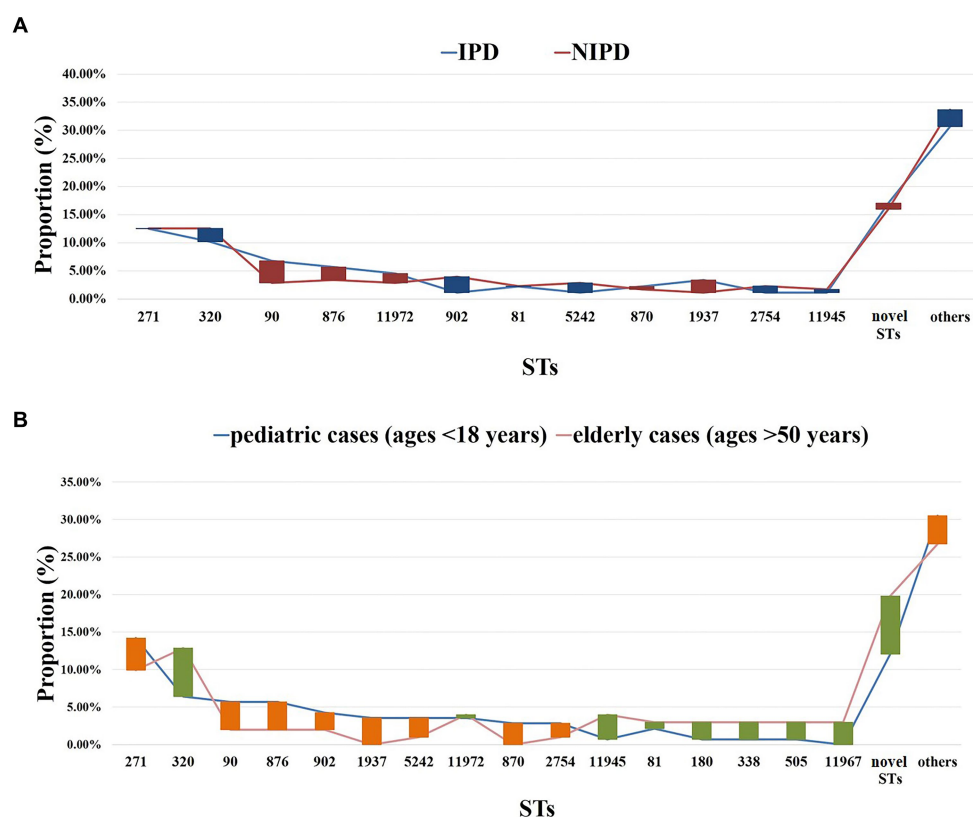 A
IPD NIPD
40.00%
35.00%
30.00%
25.00%
20.00%
15.00%
10.00%
5.00%
0.00%
Proportion (%)
271 320 90 876 11972 902 81 5242 870 1937 2754 11945 novel STs others
STs
B
pediatric cases (ages <18 years) elderly cases (ages >50 years)
35.00%
30.00%
25.00%
20.00%
15.00%
10.00%
5.00%
0.00%
Proportion (%)
271 320 90 876 902 1937 5242 11972 870 2754 11945 81 180 338 505 11967 novel STs others
STs